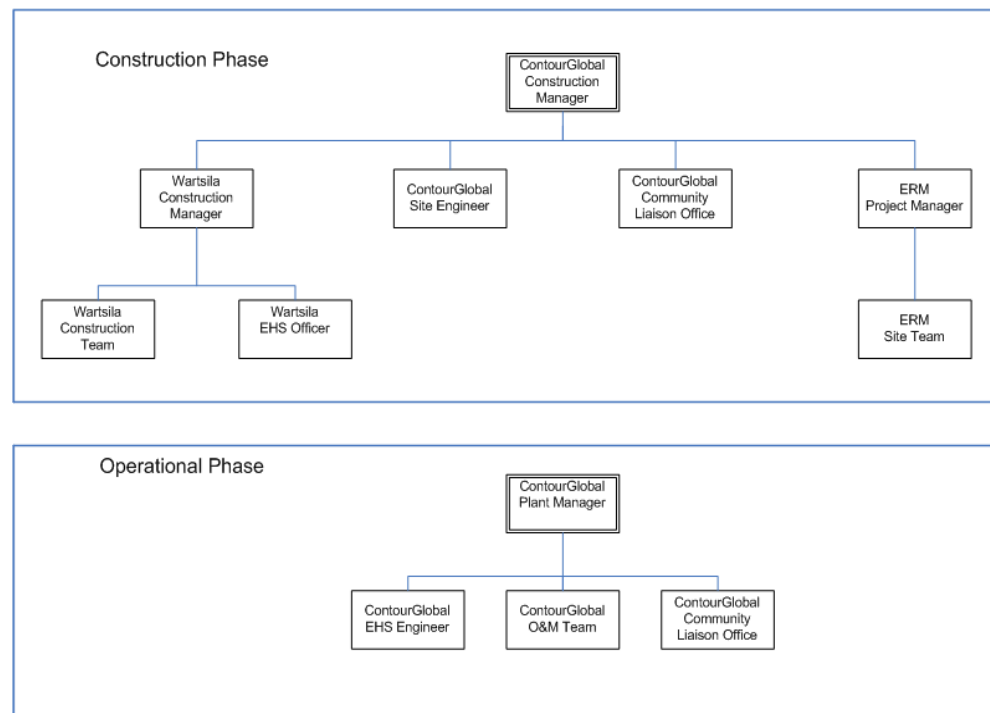 Construction Phase
ContourGlobal
Construction
Manager
Wartsila
Construction
Manager
ContourGlobal
Site Engineer
ContourGlobal
Community
Liaison Office
ERM
Project Manager
Wartsila
Construction
Team
Wartsila
EHS Officer
ERM
Site Team
Operational Phase
ContourGlobal
Plant Manager
ContourGlobal
EHS Engineer
ContourGlobal
O&M Team
ContourGlobal
Community
Liaison Office